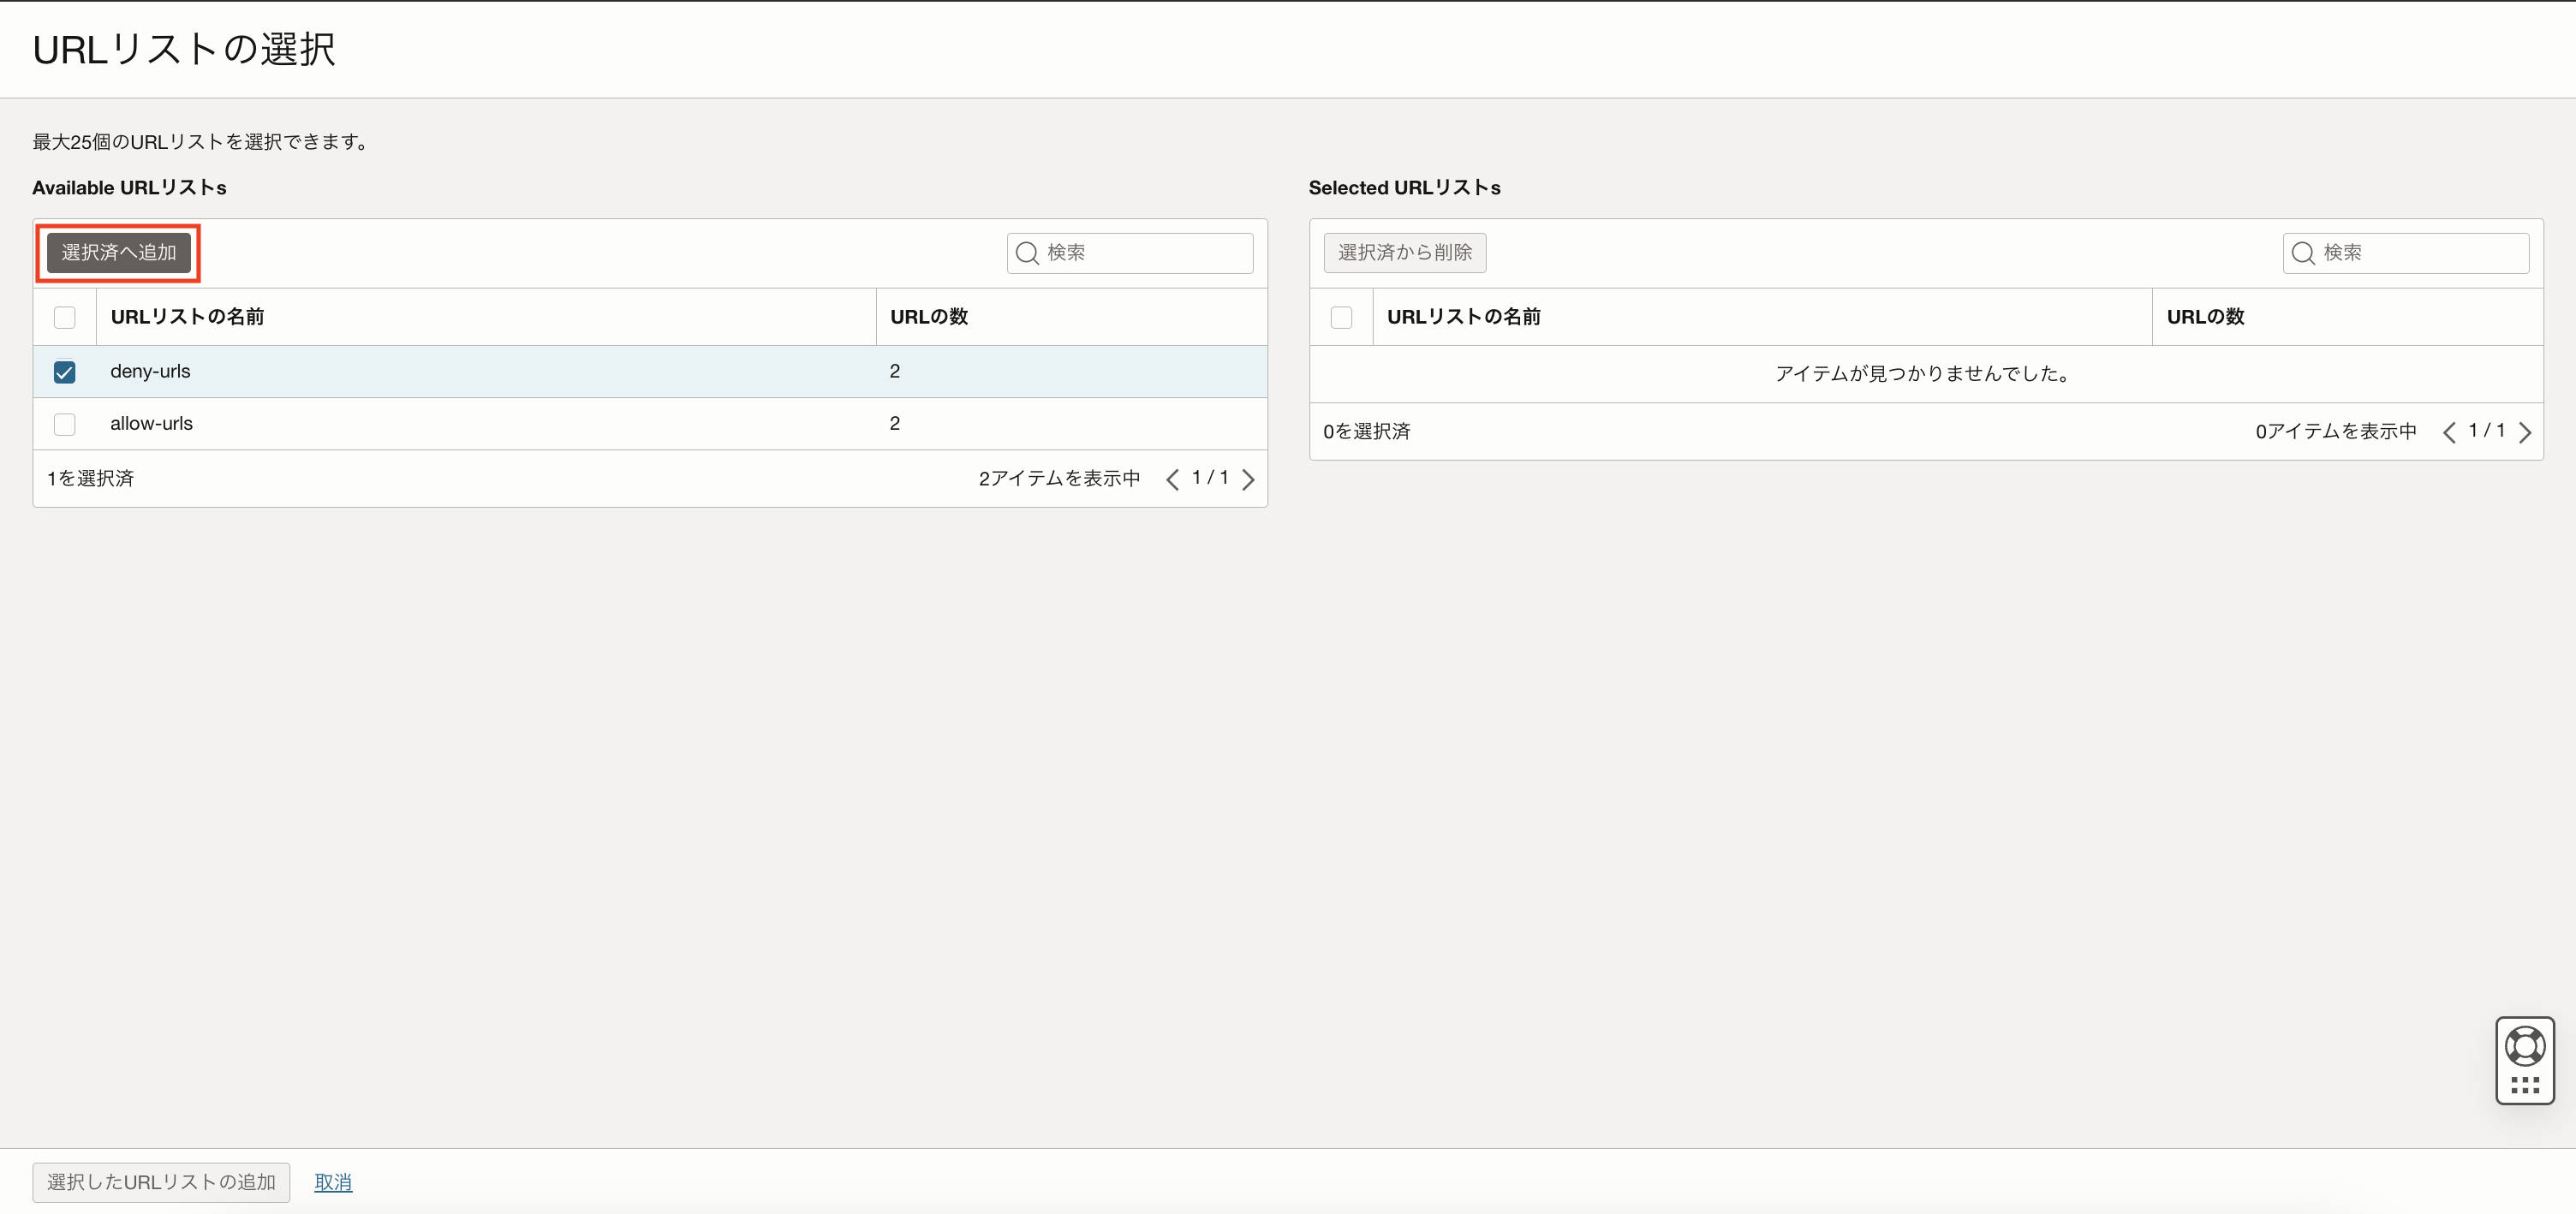 URLリストの選択
最大25個のURLリストを選択できます。
Available URLリストs
選択済へ追加
検索
URLリストの名前
URLの数
deny-urls
2
allow-urls
2
1を選択済
2アイテムを表示中
1 / 1
Selected URLリストs
選択済から削除
検索
URLリストの名前
URLの数
アイテムが見つかりませんでした。
0を選択済
0アイテムを表示中
1 / 1
選択したURLリストの追加
取消